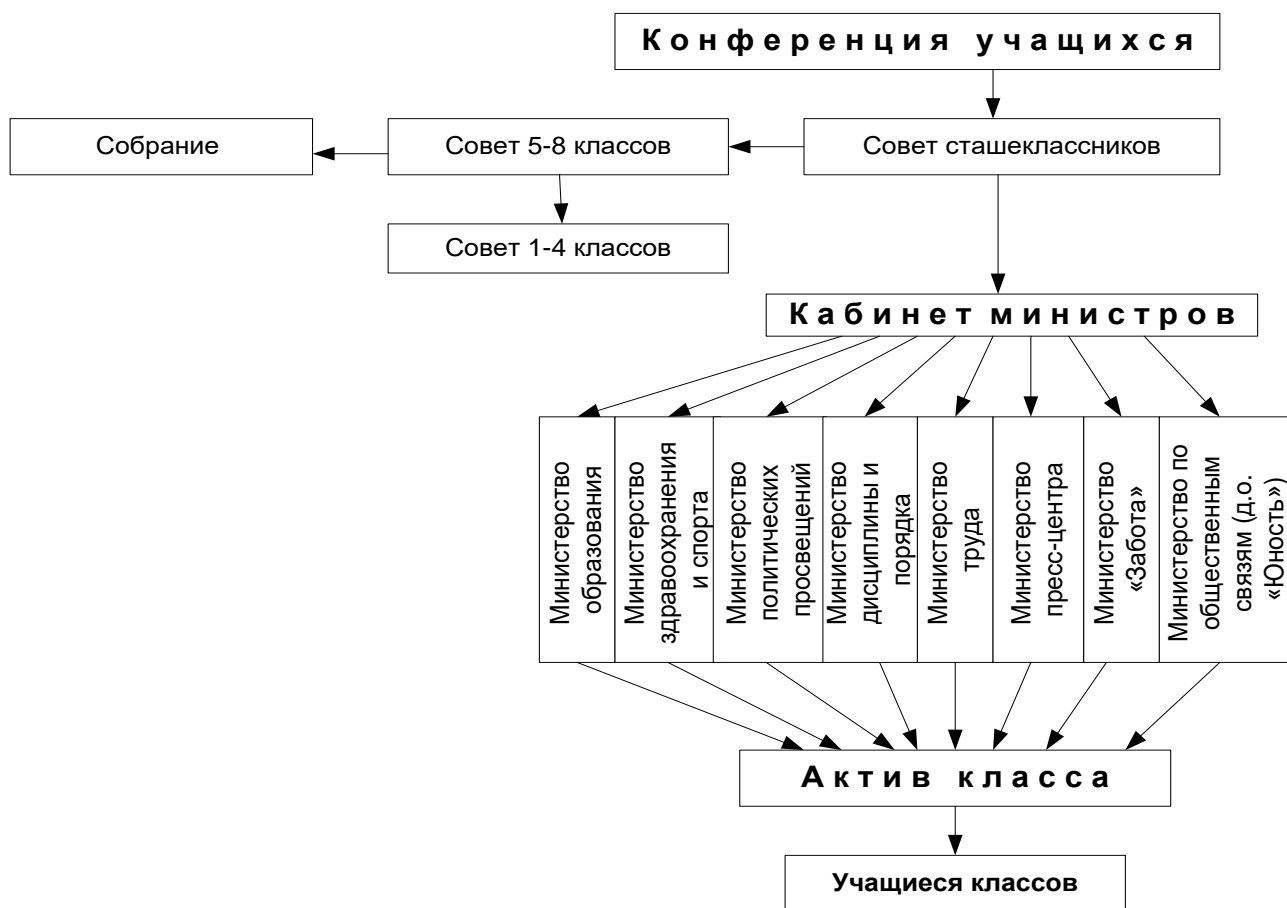 Конференция учащихся
Собрание
Совет 5-8 классов
Совет сташеклассников
Совет 1-4 классов
Кабинет министров
Министерство
образования
Министерство
здравоохранения
и спорта
Министерство
политических
просвещений
Министерство
дисциплины и
порядка
Министерство
труда
Министерство
пресс-центра
Министерство
«Забота»
Министерство по
общественным
связям (д.о.
«Юность»)
Актив класса
Учащиеся классов